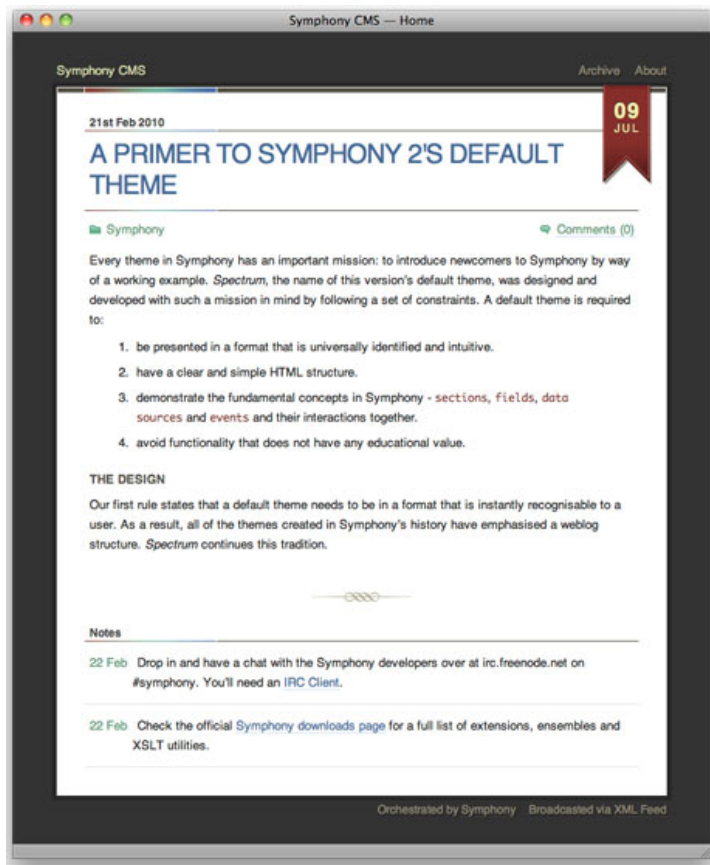 Symphony CMS — Home
Symphony CMS
Archive About
09
JUL
21st Feb 2010
A PRIMER TO SYMPHONY 2'S DEFAULT
THEME
Symphony
Comments (0)
Every theme in Symphony has an important mission: to introduce newcomers to Symphony by way
of a working example. Spectrum, the name of this version's default theme, was designed and
developed with such a mission in mind by following a set of constraints. A default theme is required
to:
1. be presented in a format that is universally identified and intuitive.
2. have a clear and simple HTML structure.
3. demonstrate the fundamental concepts in Symphony - sections, fields, data
sources and events and their interactions together.
4. avoid functionality that does not have any educational value.
THE DESIGN
Our first rule states that a default theme needs to be in a format that is instantly recognisable to a
user. As a result, all of the themes created in Symphony's history have emphasised a weblog
structure. Spectrum continues this tradition.
Notes
22 Feb Drop in and have a chat with the Symphony developers over at irc.freenode.net on
#symphony. You'll need an IRC Client.
22 Feb Check the official Symphony downloads page for a full list of extensions, ensembles and
XSLT utilities.
Orchestrated by Symphony Broadcasted via XML Feed